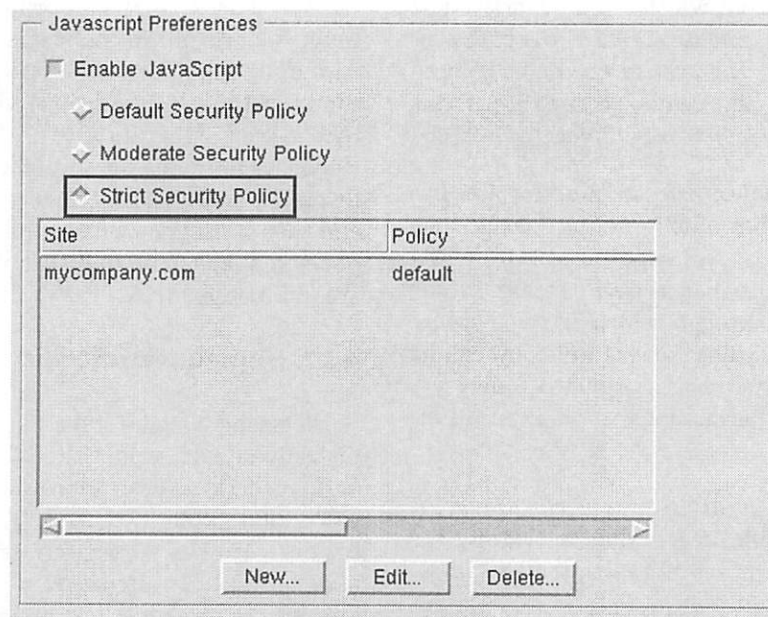 Javascript Preferences
Enable JavaScript
Default Security Policy
Moderate Security Policy
Strict Security Policy
Site Policy
mycompany.com default
New... Edit... Delete...